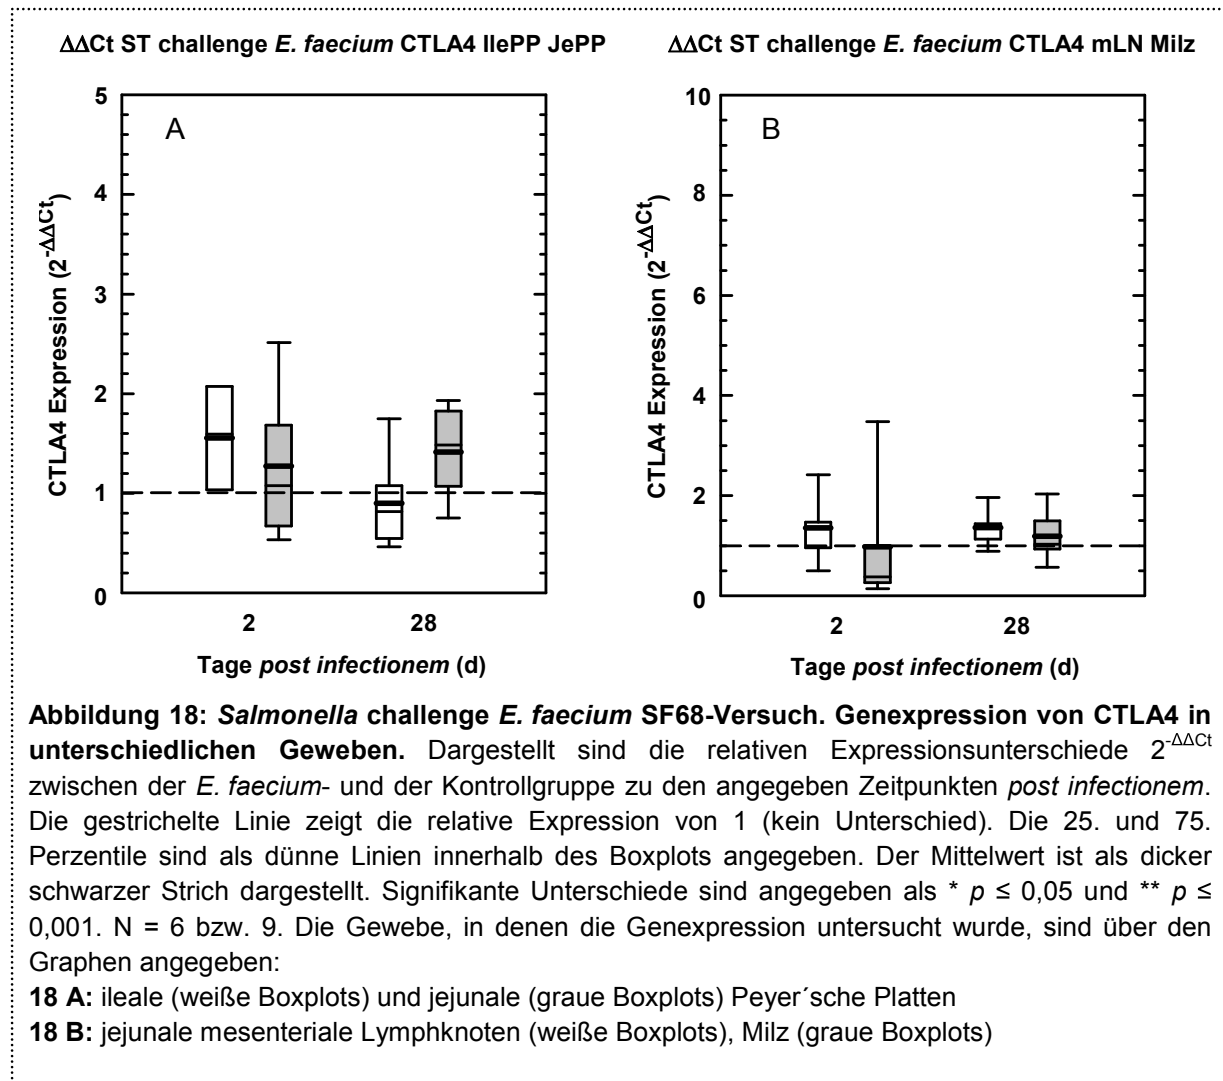 ΔΔCt ST challenge E. faecium CTLA4 IlePP JePP
ΔΔCt ST challenge E. faecium CTLA4 mLN Milz
A
5
4
3
2
1
0
CTLA4 Expression (2^-ΔΔCt)
2 28
Tage post infectionem (d)
B
10
8
6
4
2
0
CTLA4 Expression (2^-ΔΔCt)
2 28
Tage post infectionem (d)
Abbildung 18: Salmonella challenge E. faecium SF68-Versuch. Genexpression von CTLA4 in
unterschiedlichen Geweben. Dargestellt sind die relativen Expressionsunterschiede 2^-ΔΔCt
zwischen der E. faecium- und der Kontrollgruppe zu den angegeben Zeitpunkten post infectionem.
Die gestrichelte Linie zeigt die relative Expression von 1 (kein Unterschied). Die 25. und 75.
Perzentile sind als dünne Linien innerhalb des Boxplots angegeben. Der Mittelwert ist als dicker
schwarzer Strich dargestellt. Signifikante Unterschiede sind angegeben als * p ≤ 0,05 und ** p ≤
0,001. N = 6 bzw. 9. Die Gewebe, in denen die Genexpression untersucht wurde, sind über den
Graphen angegeben:
18 A: ileale (weiße Boxplots) und jejunale (graue Boxplots) Peyer´sche Platten
18 B: jejunale mesenteriale Lymphknoten (weiße Boxplots), Milz (graue Boxplots)